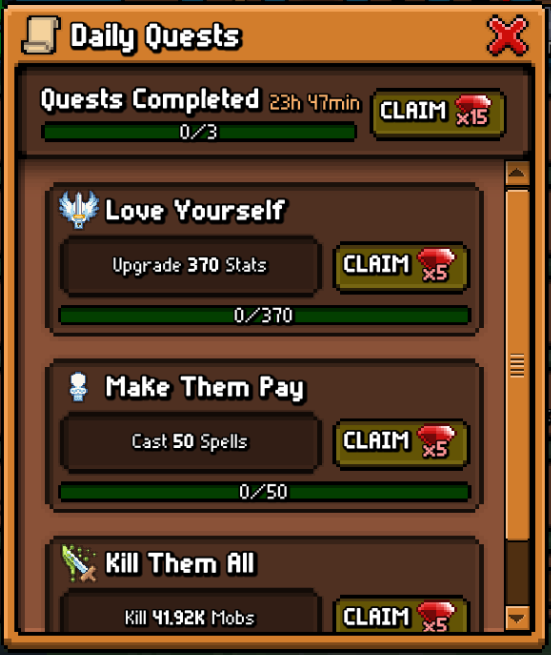 Daily Quests
Quests Completed 23h 47min
CLAIM x15
0/3
Love Yourself
Upgrade 370 Stats
CLAIM x5
0/370
Make Them Pay
Cast 50 Spells
CLAIM x5
0/50
Kill Them All
Kill 41.92K Mobs
CLAIM x5